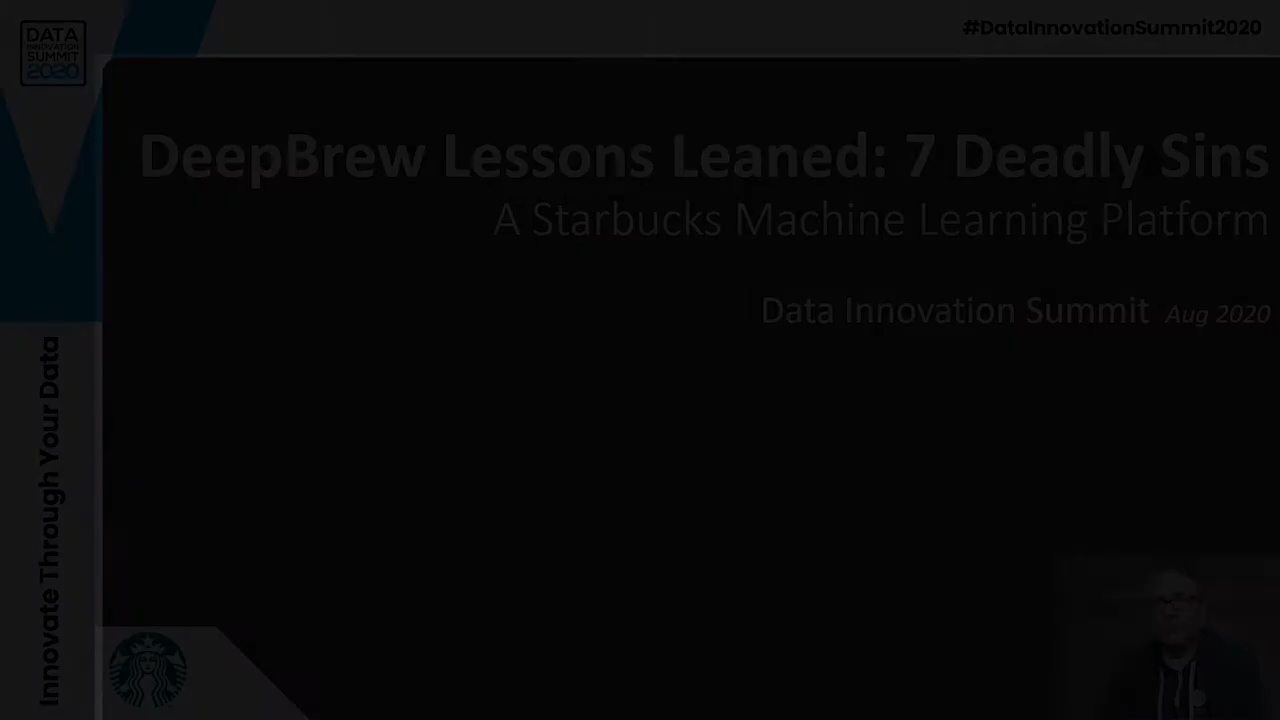 DATA
INNOVATION
SUMMIT
2020
#DataInnovationSummit2020
DeepBrew Lessons Leaned: 7 Deadly Sins
A Starbucks Machine Learning Platform
Data Innovation Summit Aug 2020
Innovate Through Your Data